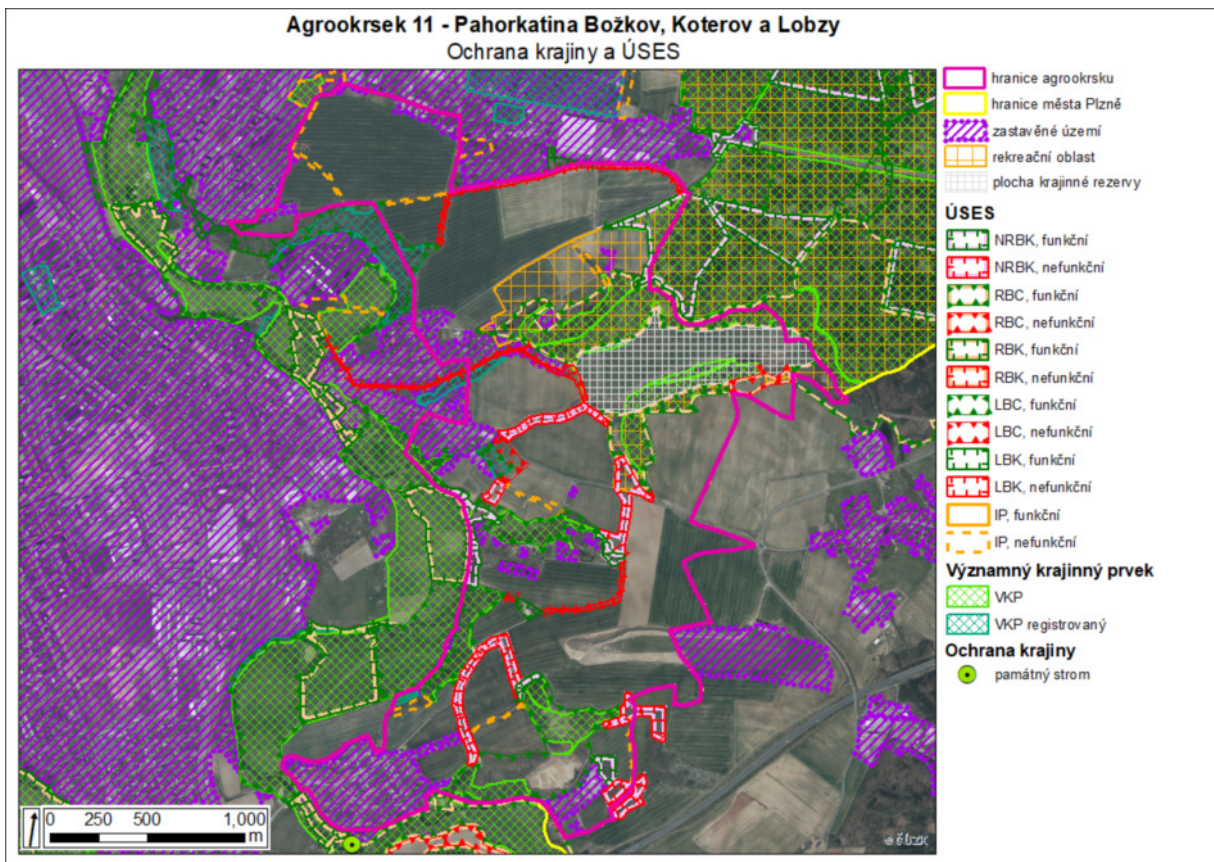 Agrookrsek 11 - Pahorkatina Božkov, Koterov a Lobzy
Ochrana krajiny a ÚSES
hranice agrookrsku
hranice města Plzně
zastavěné území
rekreační oblast
plocha krajinné rezervy
ÚSES
NRBK, funkční
NRBK, nefunkční
RBC, funkční
RBC, nefunkční
RBK, funkční
RBK, nefunkční
LBC, funkční
LBC, nefunkční
LBK, funkční
LBK, nefunkční
IP, funkční
IP, nefunkční
Významný krajinný prvek
VKP
VKP registrovaný
Ochrana krajiny
památný strom
0 250 500 1,000
m
© ČÚZK